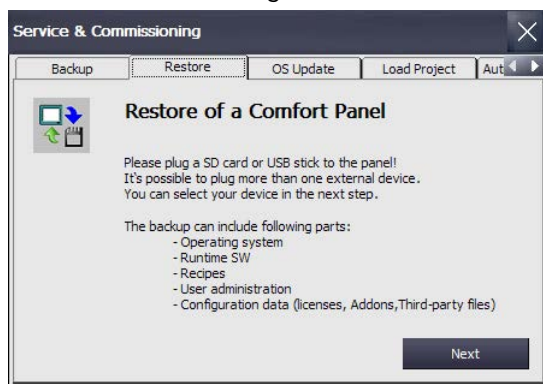 Service & Commissioning
Backup Restore OS Update Load Project Aut
Restore of a Comfort Panel
Please plug a SD card or USB stick to the panel!
It's possible to plug more than one external device.
You can select your device in the next step.
The backup can include following parts:
- Operating system
- Runtime SW
- Recipes
- User administration
- Configuration data (licenses, Addons,Third-party files)
Next